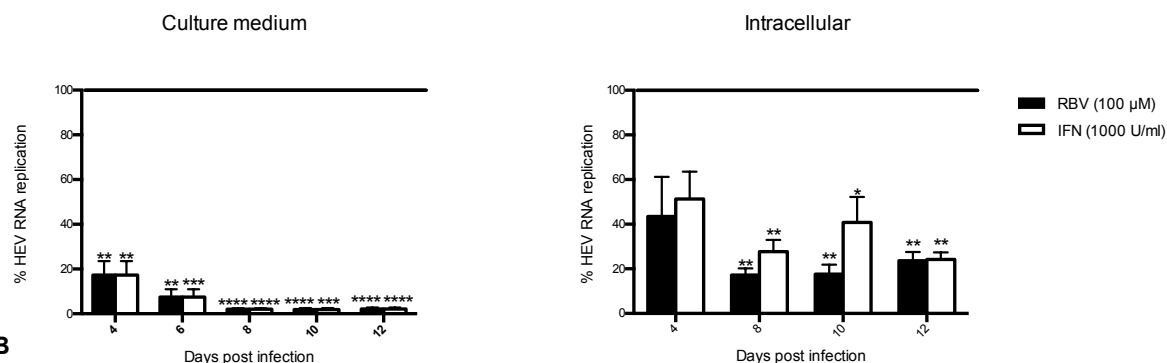 Culture medium
% HEV RNA replication
100
80
60
40
20
0
** **
** ***
**** ****
**** ***
**** ****
4 6 8 10 12
Days post infection
Intracellular
% HEV RNA replication
100
80
60
40
20
0
** **
** *
** **
4 8 10 12
Days post infection
RBV (100 µM)
IFN (1000 U/ml)
B